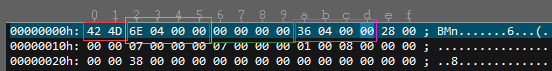 0 1 2 3 4 5 6 7 8 9 a b c d e f
00000000h: 42 4D 6E 04 00 00 00 00 00 00 36 04 00 00 28 00 ; BMn.......6...(.
00000010h: 00 00 07 00 00 00 07 00 00 00 01 00 08 00 00 00 ; ................
00000020h: 00 00 38 00 00 00 00 00 00 00 00 00 00 00 00 00 ; ..8.............